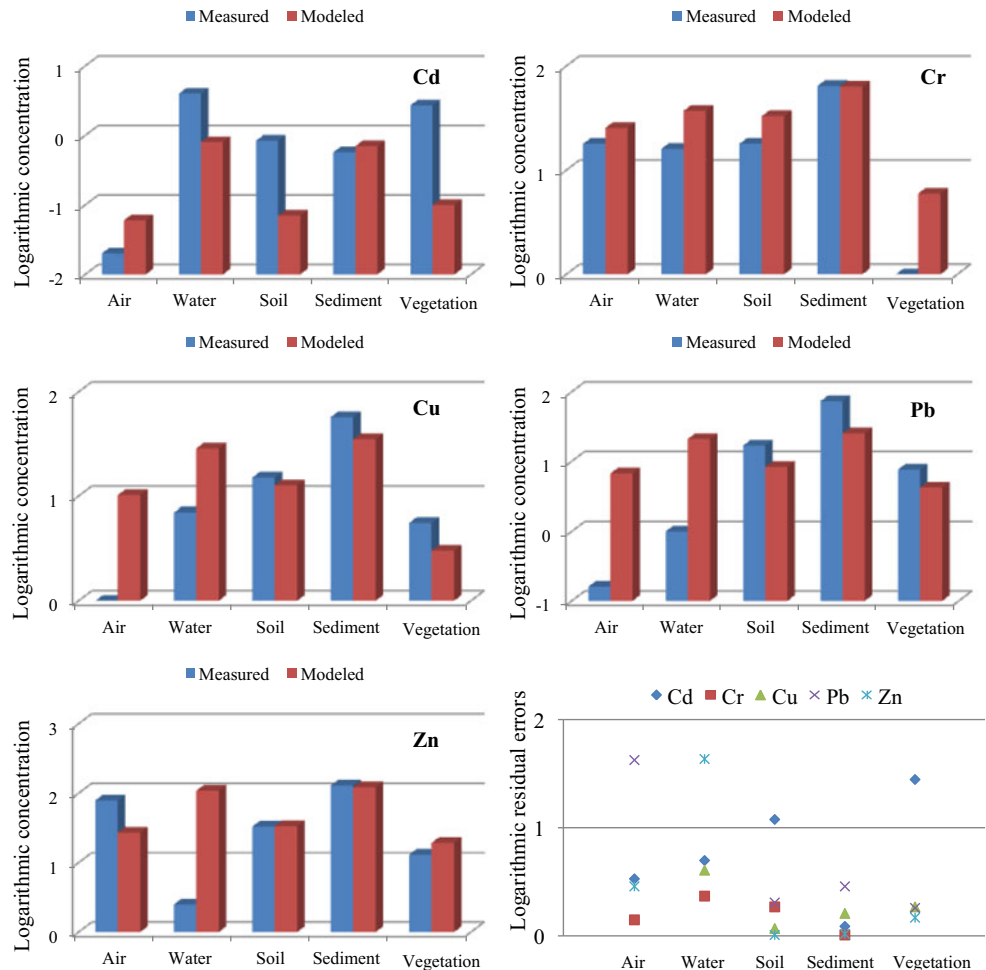 Measured Modeled
Logarithmic concentration
Cd
1
0
-1
-2
Air Water Soil Sediment Vegetation
Measured Modeled
Logarithmic concentration
Cr
2
1
0
Air Water Soil Sediment Vegetation
Measured Modeled
Logarithmic concentration
Cu
2
1
0
Air Water Soil Sediment Vegetation
Measured Modeled
Logarithmic concentration
Pb
2
1
0
-1
Air Water Soil Sediment Vegetation
Measured Modeled
Logarithmic concentration
Zn
3
2
1
0
Air Water Soil Sediment Vegetation
Cd Cr Cu Pb Zn
Logarithmic residual errors
2
1
0
Air Water Soil Sediment Vegetation